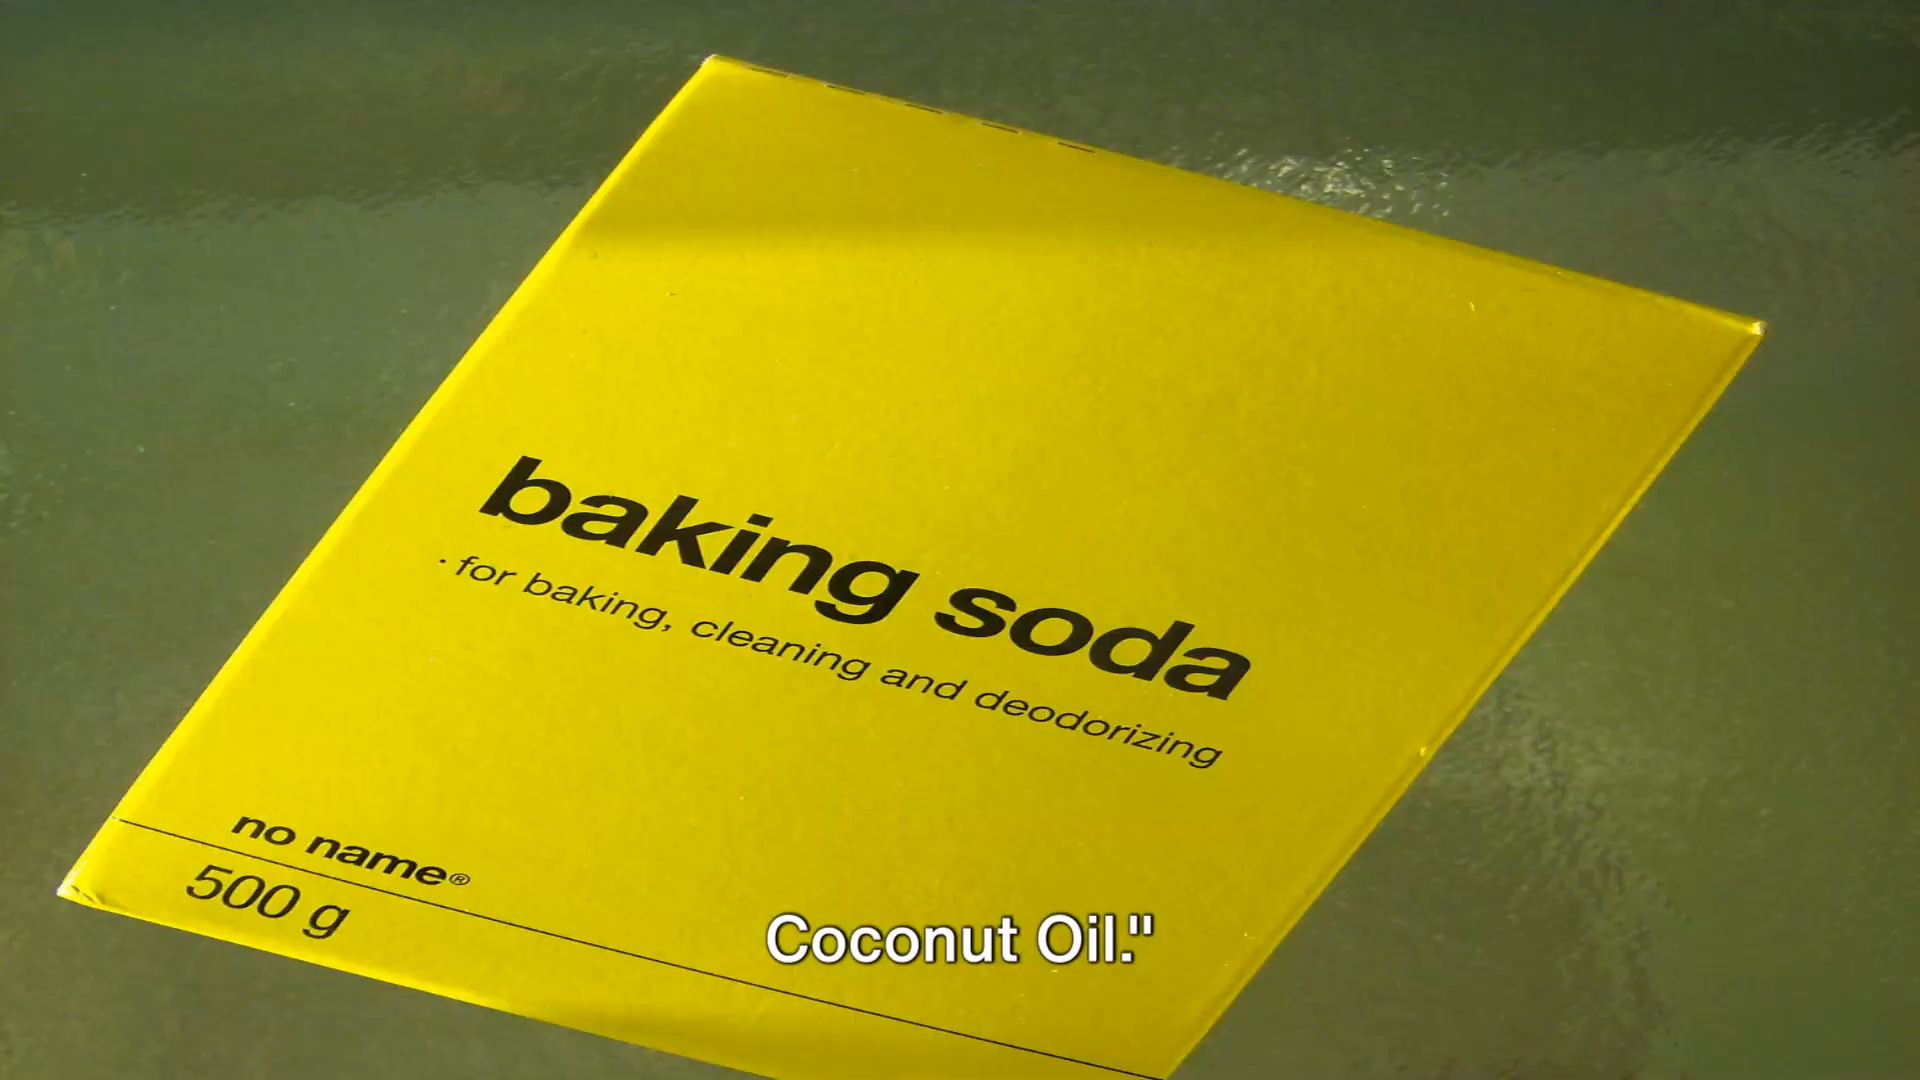 baking soda
· for baking, cleaning and deodorizing
no name®
500 g
Coconut Oil."